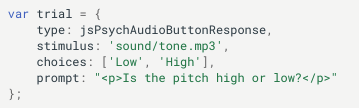 var trial = {
    type: jsPsychAudioButtonResponse,
    stimulus: 'sound/tone.mp3',
    choices: ['Low', 'High'],
    prompt: "<p>Is the pitch high or low?</p>"
};